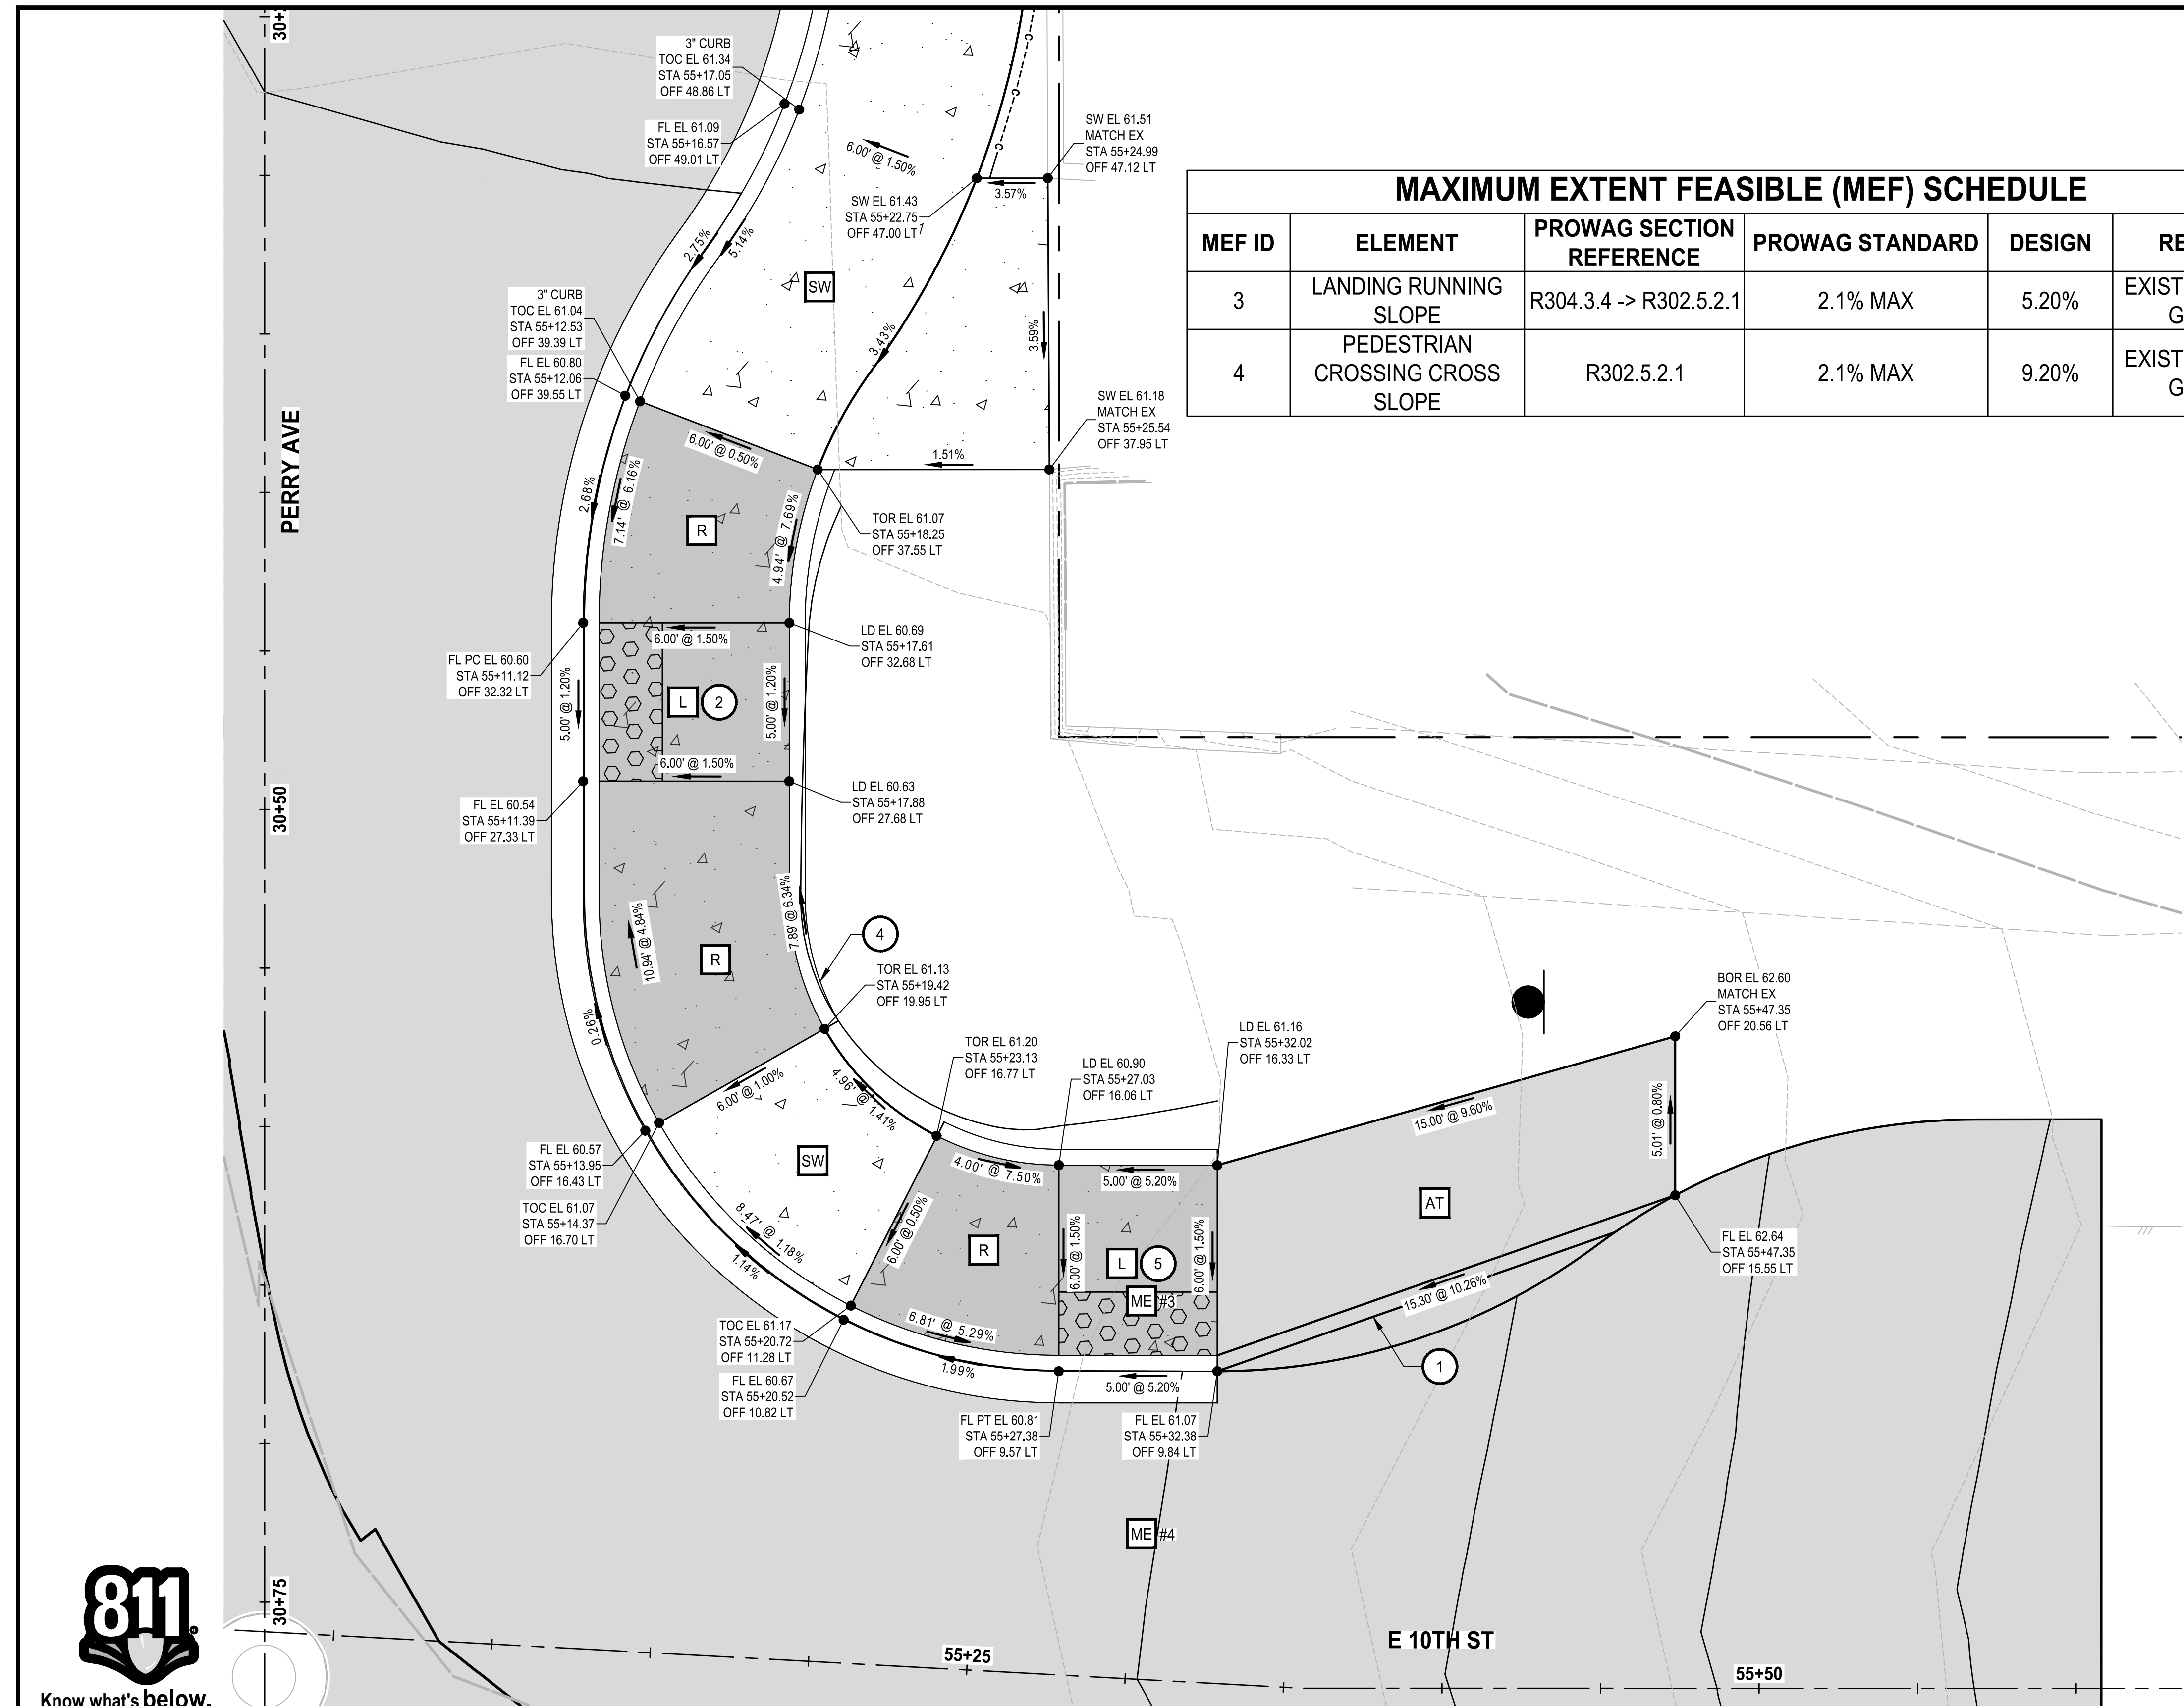 30+
3" CURB
TOC EL 61.34
STA 55+17.05
OFF 48.86 LT
FL EL 61.09
STA 55+16.57
OFF 49.01 LT
6.00' @ 1.50%
C
C
C
SW EL 61.51
MATCH EX
STA 55+24.99
OFF 47.12 LT
3.57%
SW EL 61.43
STA 55+22.75
OFF 47.00 LT
MAXIMUM EXTENT FEASIBLE (MEF) SCHEDULE
MEF ID
ELEMENT
PROWAG SECTION
REFERENCE
PROWAG STANDARD
DESIGN
RE
3
LANDING RUNNING
SLOPE
R304.3.4 -> R302.5.2.1
2.1% MAX
5.20%
EXIST
G
4
PEDESTRIAN
CROSSING CROSS
SLOPE
R302.5.2.1
2.1% MAX
9.20%
EXIST
G
2.75%
5.14%
SW
3" CURB
TOC EL 61.04
STA 55+12.53
OFF 39.39 LT
FL EL 60.80
STA 55+12.06
OFF 39.55 LT
3.43%
3.59%
SW EL 61.18
MATCH EX
STA 55+25.54
OFF 37.95 LT
PERRY AVE
6.00' @ 0.50%
1.51%
2.68%
7.14' @ 6.16%
R
4.94' @ 7.69%
TOR EL 61.07
STA 55+18.25
OFF 37.55 LT
6.00' @ 1.50%
LD EL 60.69
STA 55+17.61
OFF 32.68 LT
FL PC EL 60.60
STA 55+11.12
OFF 32.32 LT
5.00' @ 1.20%
L
2
5.00' @ 1.20%
6.00' @ 1.50%
30+50
FL EL 60.54
STA 55+11.39
OFF 27.33 LT
LD EL 60.63
STA 55+17.88
OFF 27.68 LT
10.94' @ 4.84%
R
7.89' @ 6.34%
4
TOR EL 61.13
STA 55+19.42
OFF 19.95 LT
0.26%
BOR EL 62.60
MATCH EX
STA 55+47.35
OFF 20.56 LT
TOR EL 61.20
STA 55+23.13
OFF 16.77 LT
LD EL 60.90
STA 55+27.03
OFF 16.06 LT
LD EL 61.16
STA 55+32.02
OFF 16.33 LT
6.00' @ 1.00%
4.96' @ 1.41%
15.00' @ 9.60%
5.01' @ 0.80%
FL EL 60.57
STA 55+13.95
OFF 16.43 LT
TOC EL 61.07
STA 55+14.37
OFF 16.70 LT
SW
4.00' @ 7.50%
5.00' @ 5.20%
AT
8.47' @ 1.18%
1.14%
6.00' @ 0.50%
R
6.00' @ 1.50%
L
5
6.00' @ 1.50%
ME #3
FL EL 62.64
STA 55+47.35
OFF 15.55 LT
15.30' @ 10.26%
1
TOC EL 61.17
STA 55+20.72
OFF 11.28 LT
FL EL 60.67
STA 55+20.52
OFF 10.82 LT
6.81' @ 5.29%
1.99%
5.00' @ 5.20%
FL PT EL 60.81
STA 55+27.38
OFF 9.57 LT
FL EL 61.07
STA 55+32.38
OFF 9.84 LT
ME #4
30+75
55+25
E 10TH ST
55+50
811
Know what's below.